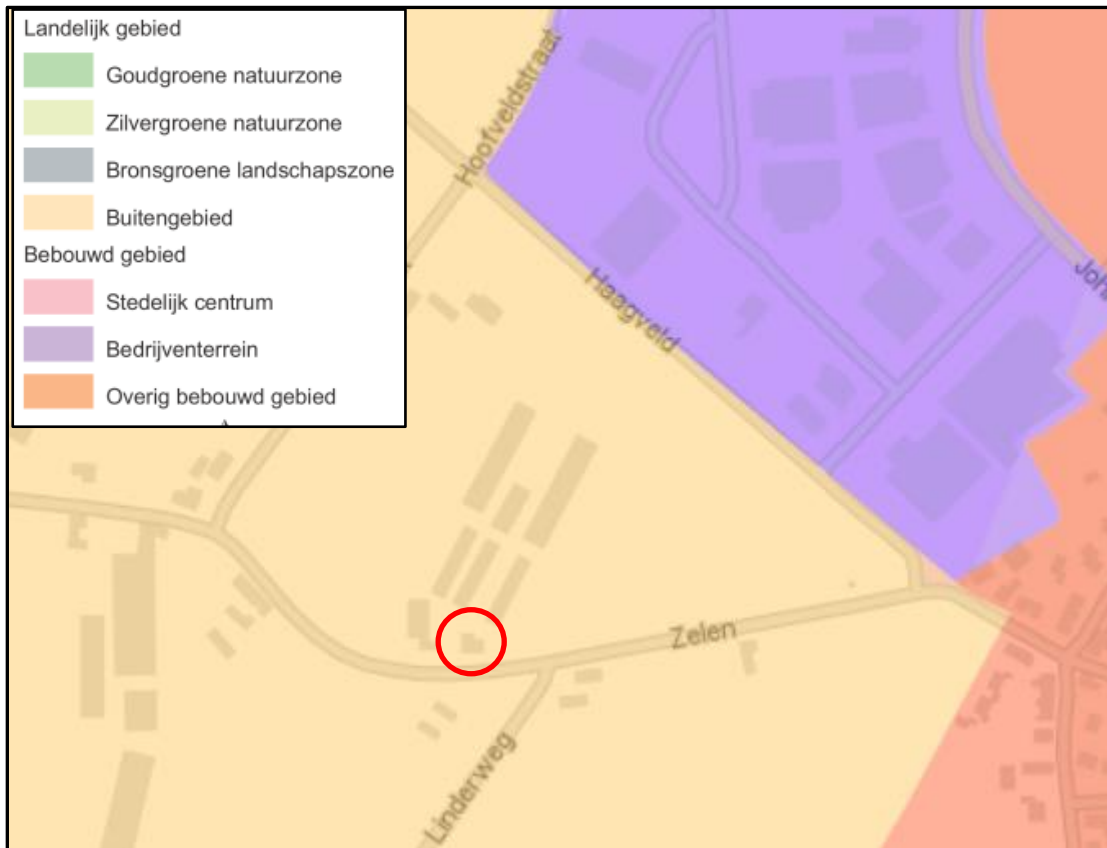 Landelijk gebied
Goudgroene natuurzone
Zilvergroene natuurzone
Bronsgroene landschapszone
Buitengebied
Bebouwd gebied
Stedelijk centrum
Bedrijventerrein
Overig bebouwd gebied
Hoofveldstraat
Haagveld
Joh
Zelen
Linderweg